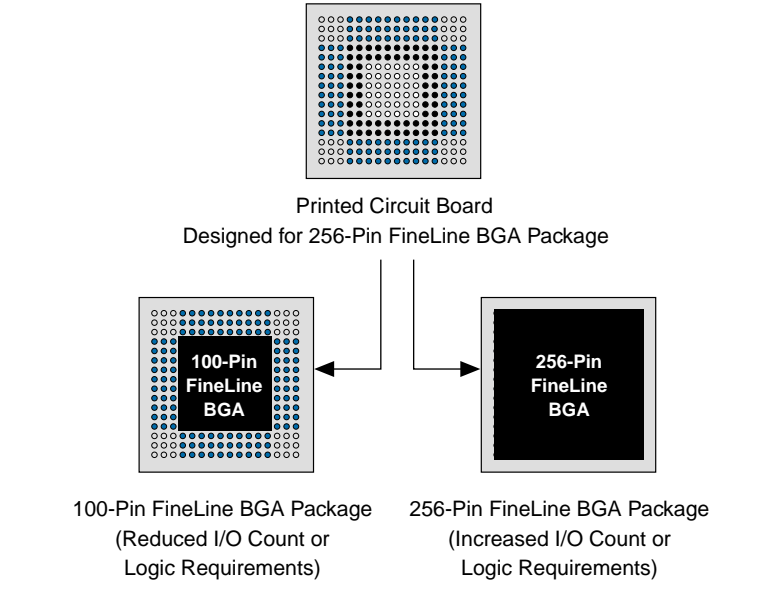 Printed Circuit Board
Designed for 256-Pin FineLine BGA Package
100-Pin
FineLine
BGA
256-Pin
FineLine
BGA
100-Pin FineLine BGA Package
(Reduced I/O Count or
Logic Requirements)
256-Pin FineLine BGA Package
(Increased I/O Count or
Logic Requirements)